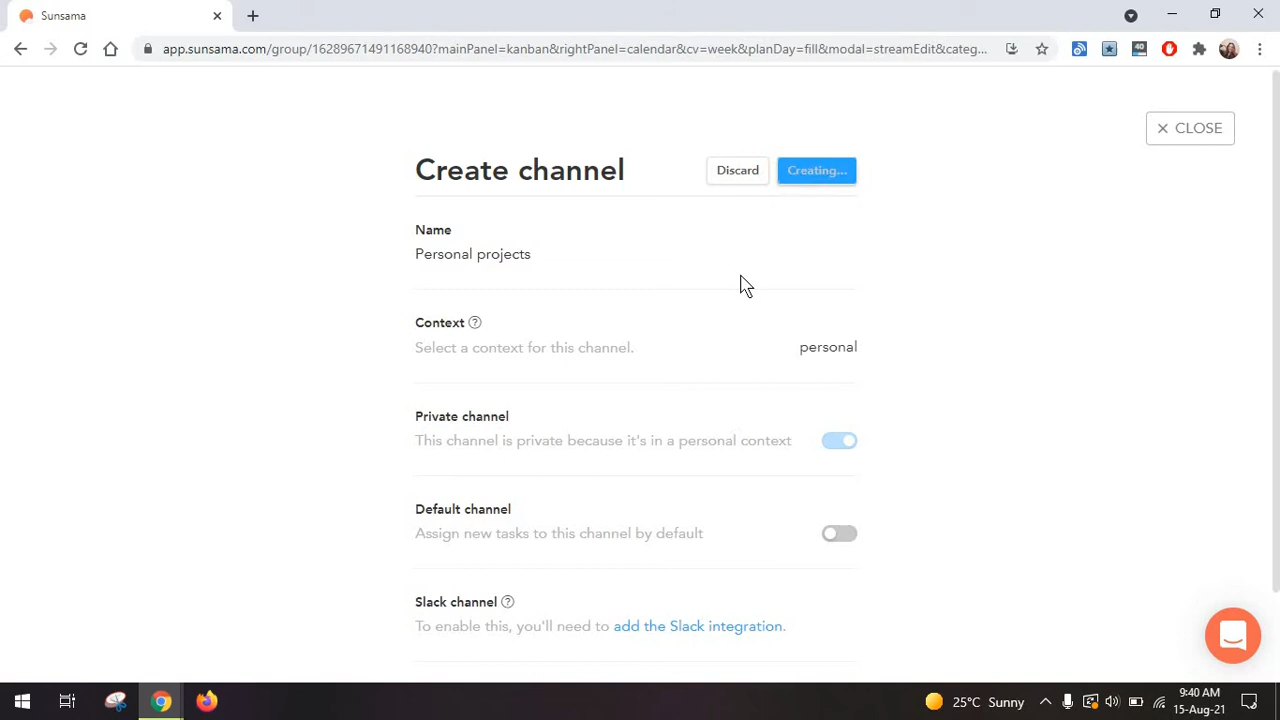 Sunsama
app.sunsama.com/group/16289671491168940?mainPanel=kanban&rightPanel=calendar&cv=week&planDay=fill&modal=streamEdit&categ...
40
CLOSE
Create channel
Discard
Creating...
Name
Personal projects
Context
Select a context for this channel.
personal
Private channel
This channel is private because it's in a personal context
Default channel
Assign new tasks to this channel by default
Slack channel
To enable this, you'll need to add the Slack integration.
25°C Sunny
9:40 AM
15-Aug-21